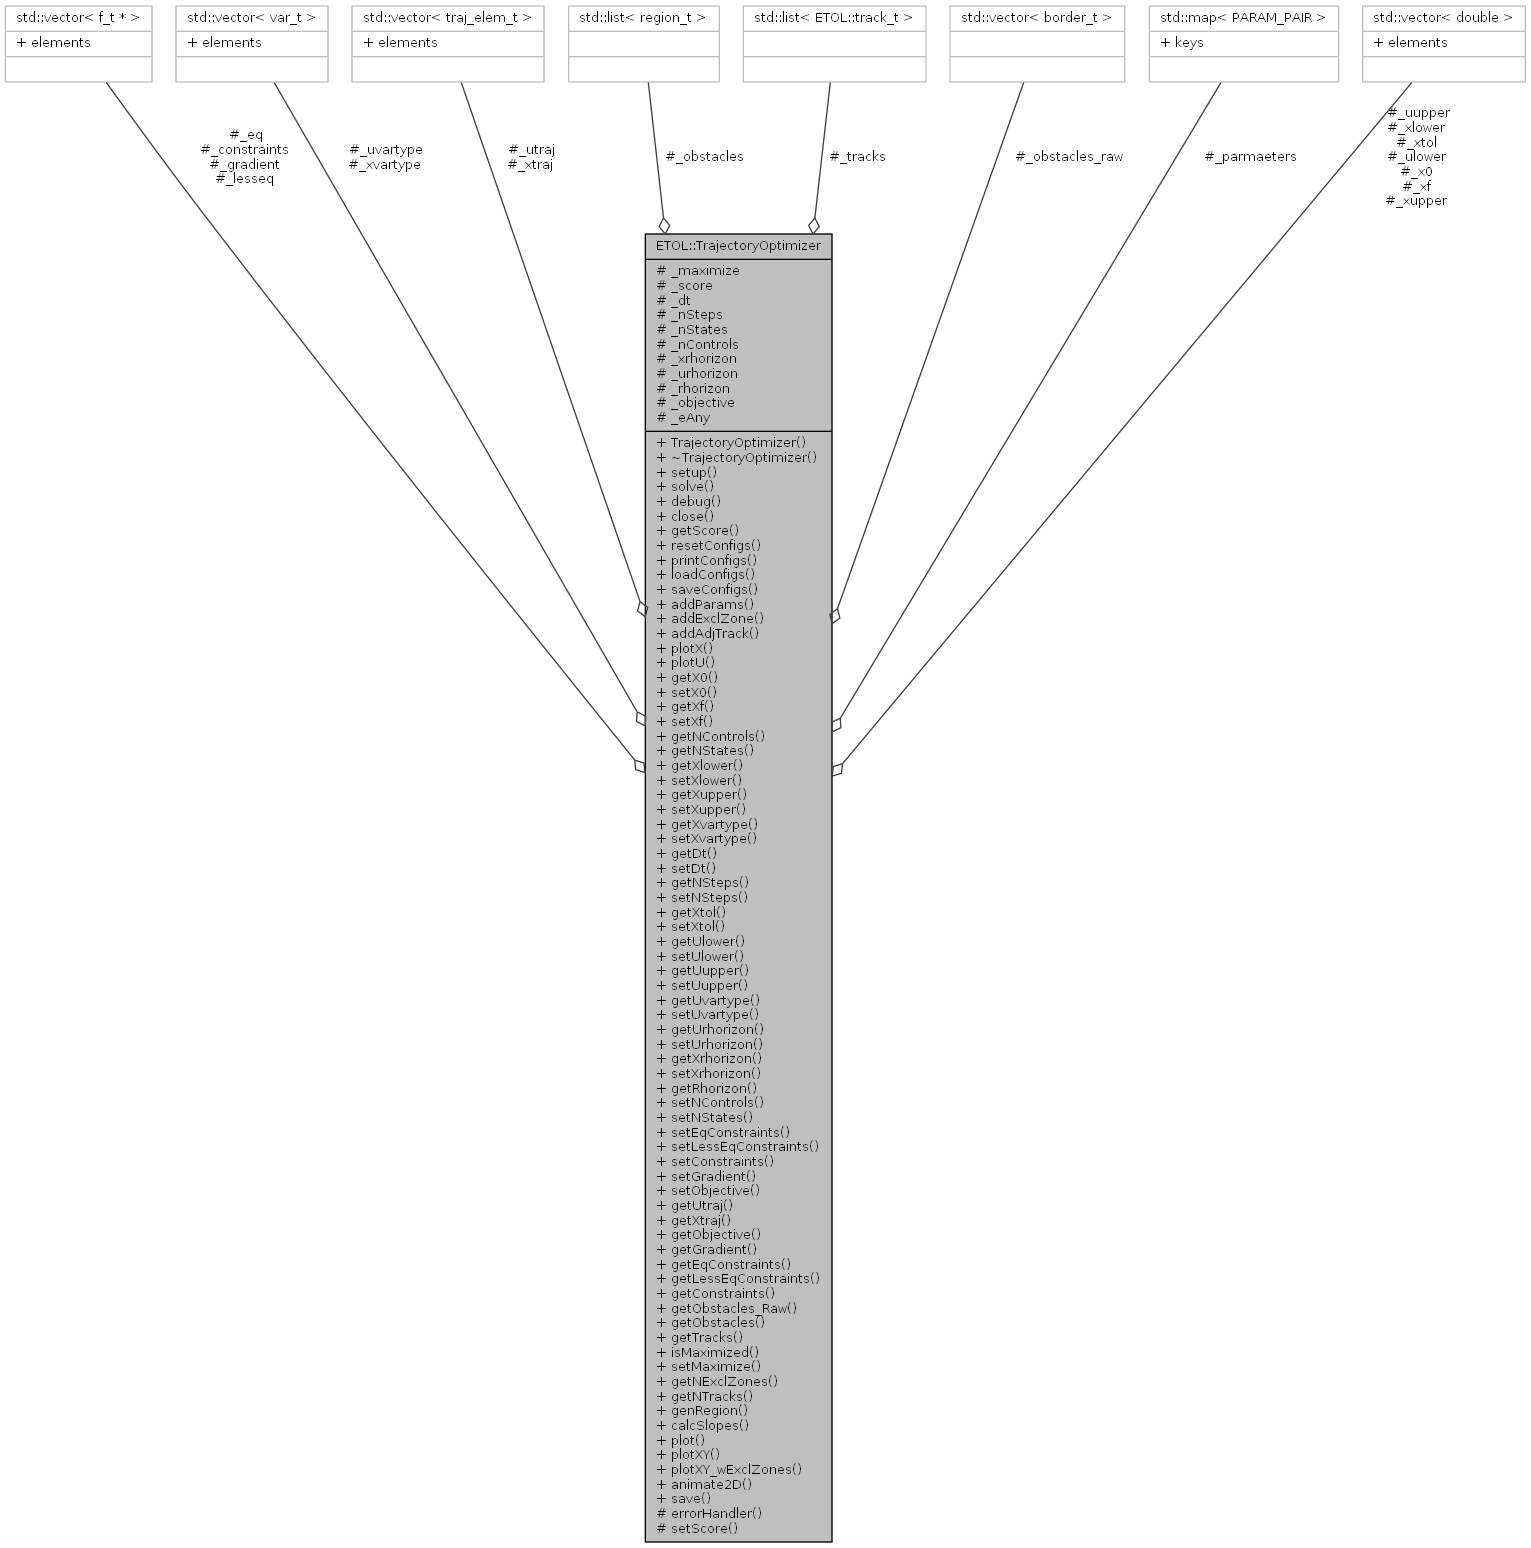 std::vector< f_t * >
+ elements
std::vector< var_t >
+ elements
std::vector< traj_elem_t >
+ elements
std::list< region_t >
std::list< ETOL::track_t >
std::vector< border_t >
std::map< PARAM_PAIR >
+ keys
std::vector< double >
+ elements
#_eq
#_constraints
#_gradient
#_lesseq
#_uvartype
#_xvartype
#_utraj
#_xtraj
#_obstacles
#_tracks
#_obstacles_raw
#_parmaeters
#_uupper
#_xlower
#_xtol
#_ulower
#_x0
#_xf
#_xupper
ETOL::TrajectoryOptimizer
# _maximize
# _score
# _dt
# _nSteps
# _nStates
# _nControls
# _xrhorizon
# _urhorizon
# _rhorizon
# _objective
# _eAny
+ TrajectoryOptimizer()
+ ~TrajectoryOptimizer()
+ setup()
+ solve()
+ debug()
+ close()
+ getScore()
+ resetConfigs()
+ printConfigs()
+ loadConfigs()
+ saveConfigs()
+ addParams()
+ addExclZone()
+ addAdjTrack()
+ plotX()
+ plotU()
+ getX0()
+ setX0()
+ getXf()
+ setXf()
+ getNControls()
+ getNStates()
+ getXlower()
+ setXlower()
+ getXupper()
+ setXupper()
+ getXvartype()
+ setXvartype()
+ getDt()
+ setDt()
+ getNSteps()
+ setNSteps()
+ getXtol()
+ setXtol()
+ getUlower()
+ setUlower()
+ getUupper()
+ setUupper()
+ getUvartype()
+ setUvartype()
+ getUrhorizon()
+ setUrhorizon()
+ getXrhorizon()
+ setXrhorizon()
+ getRhorizon()
+ setNControls()
+ setNStates()
+ setEqConstraints()
+ setLessEqConstraints()
+ setConstraints()
+ setGradient()
+ setObjective()
+ getUtraj()
+ getXtraj()
+ getObjective()
+ getGradient()
+ getEqConstraints()
+ getLessEqConstraints()
+ getConstraints()
+ getObstacles_Raw()
+ getObstacles()
+ getTracks()
+ isMaximized()
+ setMaximize()
+ getNExclZones()
+ getNTracks()
+ genRegion()
+ calcSlopes()
+ plot()
+ plotXY()
+ plotXY_wExclZones()
+ animate2D()
+ save()
# errorHandler()
# setScore()